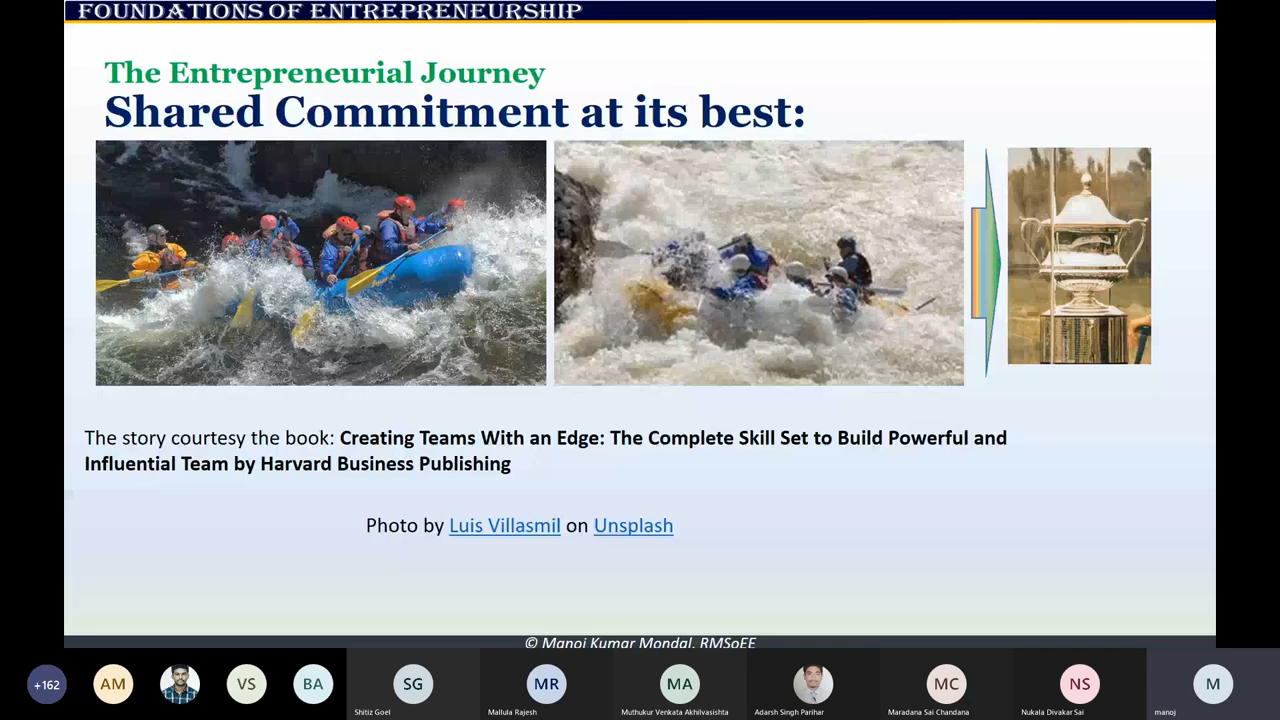 FOUNDATIONS OF ENTREPRENEURSHIP
The Entrepreneurial Journey
Shared Commitment at its best:
The story courtesy the book: Creating Teams With an Edge: The Complete Skill Set to Build Powerful and
Influential Team by Harvard Business Publishing
Photo by Luis Villasmil on Unsplash
© Manoj Kumar Mondal, RMSoEE
+162
AM
VS
BA
SG
MR
MA
MC
NS
M
Shitiz Goel
Mallula Rajesh
Muthukur Venkata Akhilvasishta
Adarsh Singh Parihar
Maradana Sai Chandana
Nukala Divakar Sai
manoj